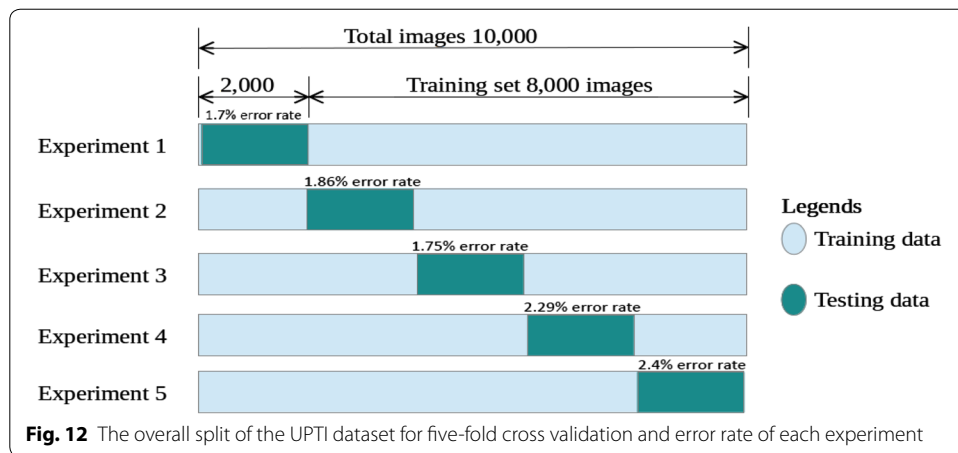 Total images 10,000
2,000 Training set 8,000 images
1.7% error rate
Experiment 1
1.86% error rate
Experiment 2
Legends
Training data
1.75% error rate
Experiment 3
Testing data
2.29% error rate
Experiment 4
2.4% error rate
Experiment 5
Fig. 12 The overall split of the UPTI dataset for five-fold cross validation and error rate of each experiment